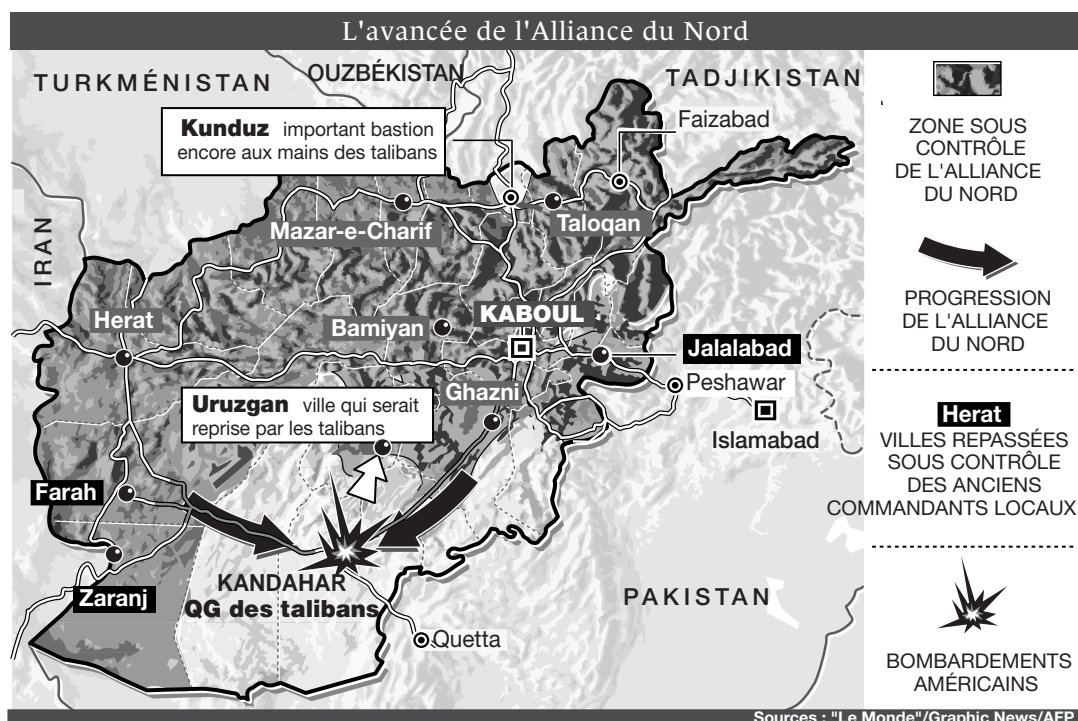 L'avancée de l'Alliance du Nord
TURKMÉNISTAN
OUZBÉKISTAN
TADJIKISTAN
Kunduz important bastion
encore aux mains des talibans
Faizabad
Mazar-e-Charif
Taloqan
IRAN
Herat
Bamiyan
KABOUL
Jalalabad
Peshawar
Islamabad
Uruzgan ville qui serait
reprise par les talibans
Ghazni
Farah
Zaranj
KANDAHAR
QG des talibans
Quetta
PAKISTAN
ZONE SOUS
CONTRÔLE
DE L'ALLIANCE
DU NORD
PROGRESSION
DE L'ALLIANCE
DU NORD
Herat
VILLES REPASSÉES
SOUS CONTRÔLE
DES ANCIENS
COMMANDANTS LOCAUX
BOMBARDEMENTS
AMÉRICAINS
Sources : "Le Monde"/Graphic News/AFP